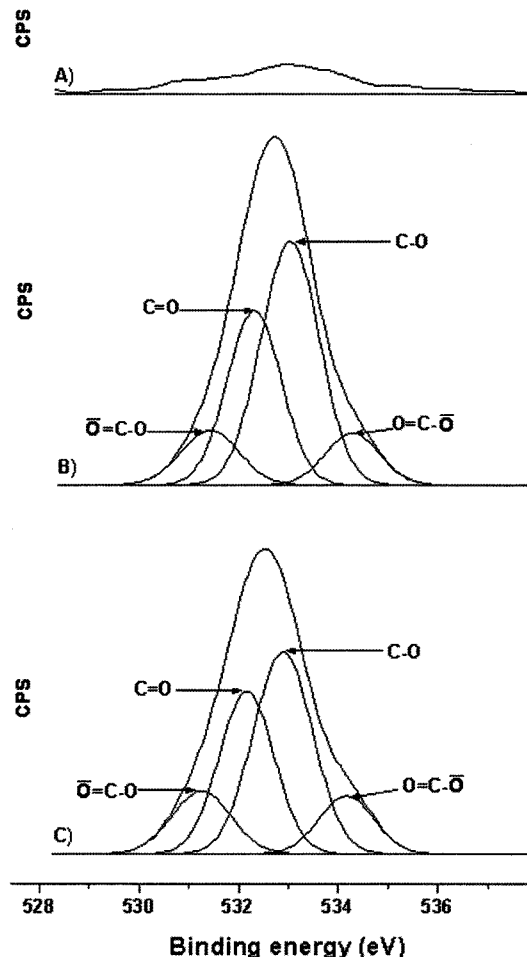 CPS
A)
C-O
C=O
CPS
O̅=C-O
O=C-O̅
B)
C-O
C=O
CPS
O̅=C-O
O=C-O̅
C)
528 530 532 534 536
Binding energy (eV)